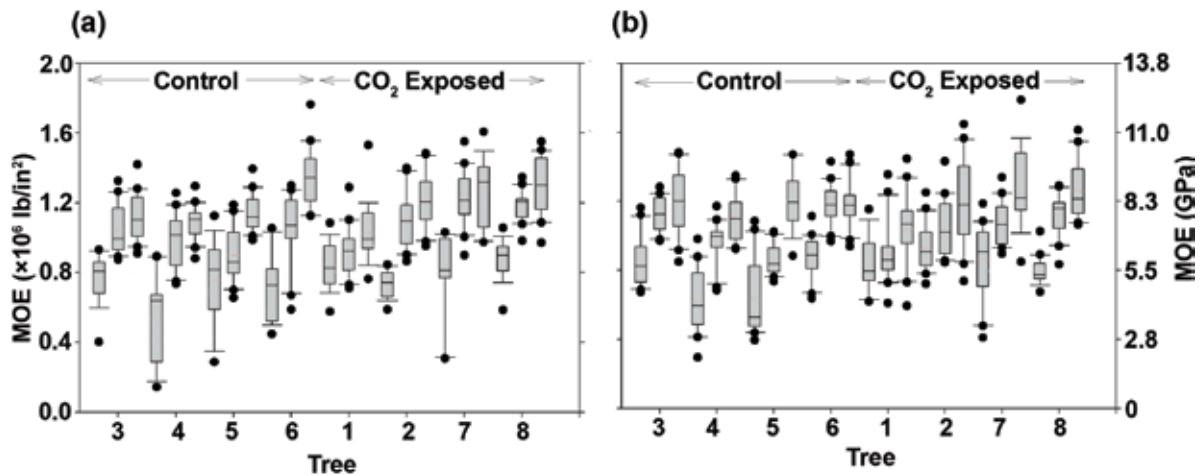 (a)
(b)
MOE (×10⁶ lb/in²)
2.0
1.6
1.2
0.8
0.4
0.0
Control
CO₂ Exposed
3 4 5 6 1 2 7 8
Tree
Control
CO₂ Exposed
3 4 5 6 1 2 7 8
Tree
13.8
11.0
8.3
5.5
2.8
0
MOE (GPa)